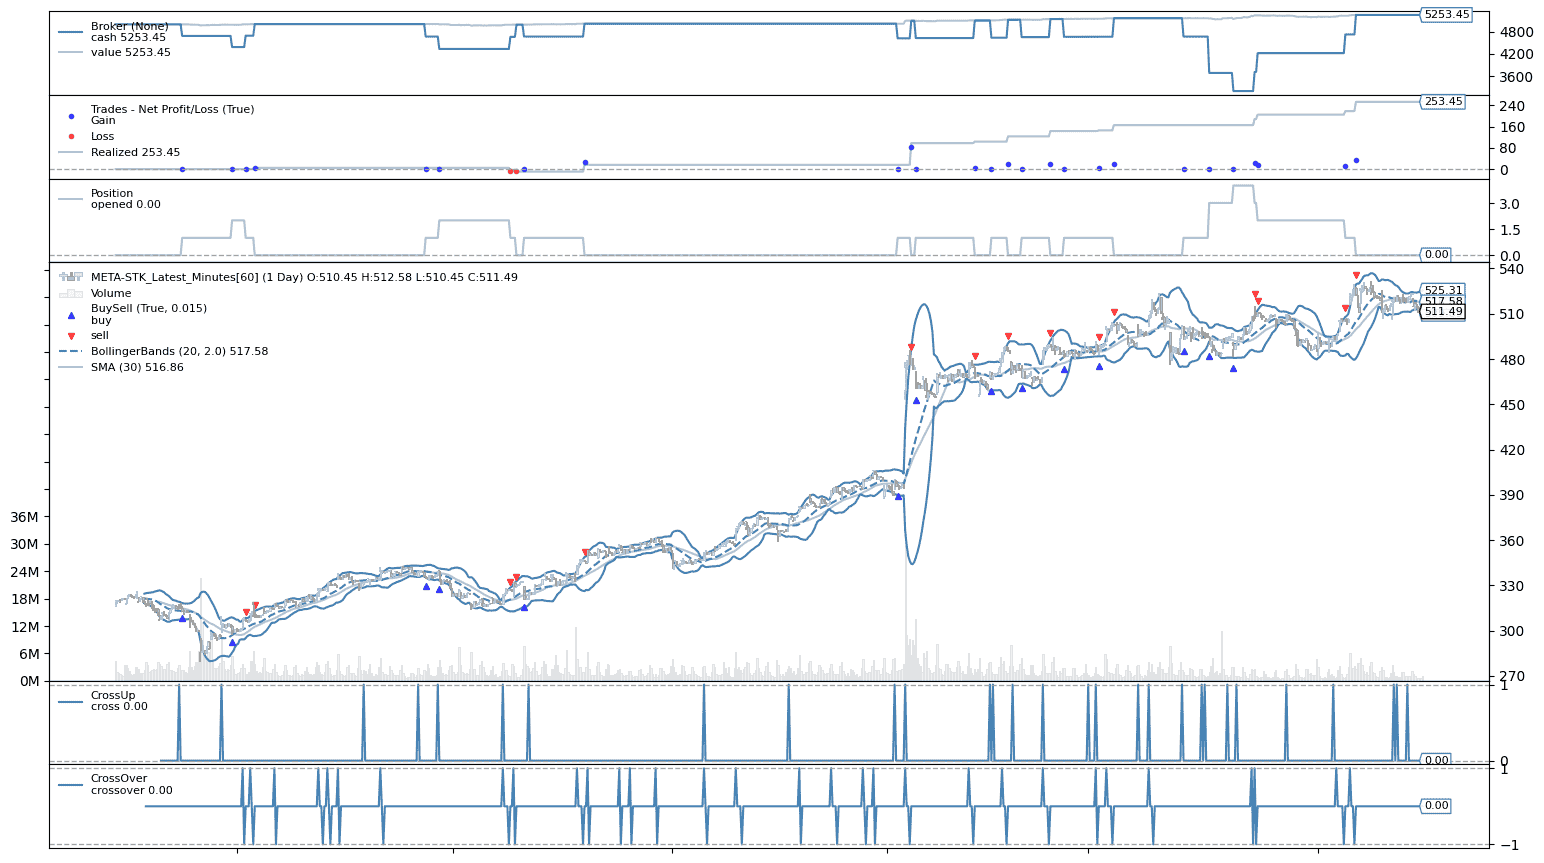 Broker (None)
cash 5253.45
value 5253.45
5253.45
4800
4200
3600
Trades - Net Profit/Loss (True)
Gain
Loss
Realized 253.45
253.45
240
160
80
0
Position
opened 0.00
3.0
1.5
0.00
0.0
META-STK_Latest_Minutes[60] (1 Day) O:510.45 H:512.58 L:510.45 C:511.49
Volume
BuySell (True, 0.015)
buy
sell
BollingerBands (20, 2.0) 517.58
SMA (30) 516.86
540
525.31
517.58
511.49
510
480
450
420
390
360
330
300
270
36M
30M
24M
18M
12M
6M
0M
CrossUp
cross 0.00
1
0.00
0
CrossOver
crossover 0.00
1
0.00
−1